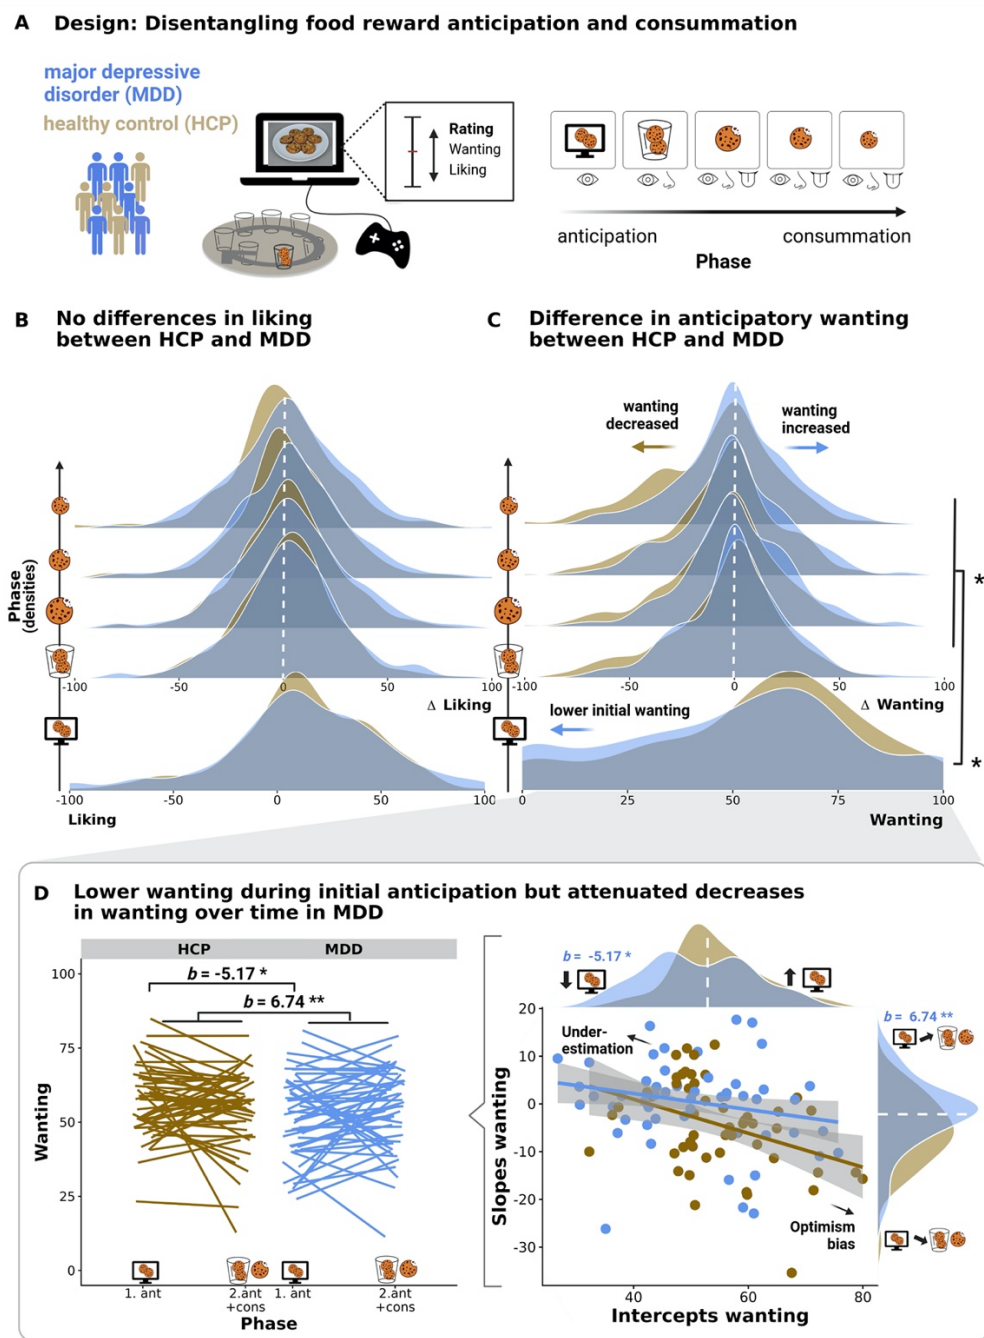 A Design: Disentangling food reward anticipation and consummation
major depressive
disorder (MDD)
healthy control (HCP)
Rating
Wanting
Liking
anticipation consummation
Phase
B No differences in liking
between HCP and MDD
Phase
(densities)
-100 -50 0 50 100
Δ Liking
-100 -50 0 50 100
Liking
C Difference in anticipatory wanting
between HCP and MDD
wanting
decreased
wanting
increased
*
-100 -50 0 50 100
Δ Wanting
lower initial wanting
*
0 25 50 75 100
Wanting
D Lower wanting during initial anticipation but attenuated decreases
in wanting over time in MDD
HCP MDD
b = -5.17 *
b = 6.74 **
Wanting
100
75
50
25
0
1. ant 2.ant
+cons 1. ant 2.ant
+cons
Phase
b = -5.17 *
b = 6.74 **
Under-
estimation
Optimism
bias
Slopes wanting
20
10
0
-10
-20
-30
40 60 80
Intercepts wanting